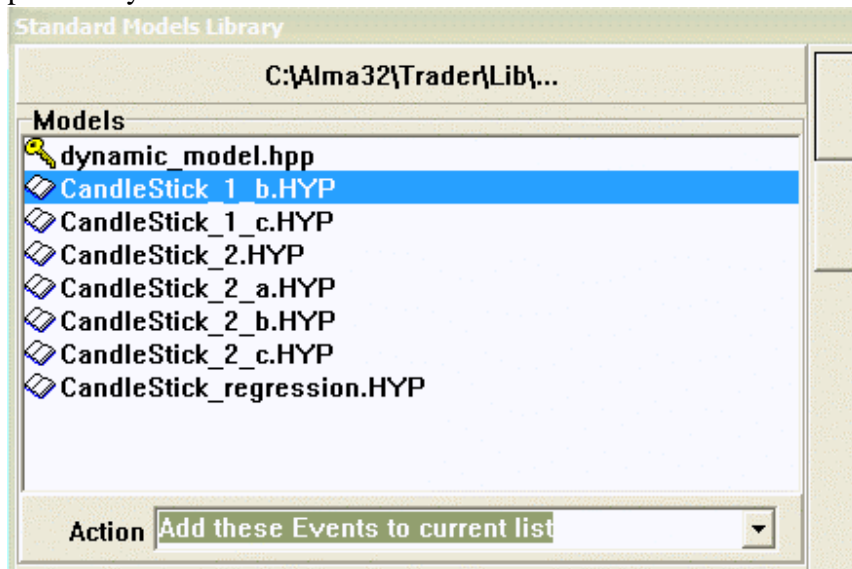 Standard Models Library
C:\Alma32\Trader\Lib\...
Models
dynamic_model.hpp
CandleStick_1_b.HYP
CandleStick_1_c.HYP
CandleStick_2.HYP
CandleStick_2_a.HYP
CandleStick_2_b.HYP
CandleStick_2_c.HYP
CandleStick_regression.HYP
Action Add these Events to current list